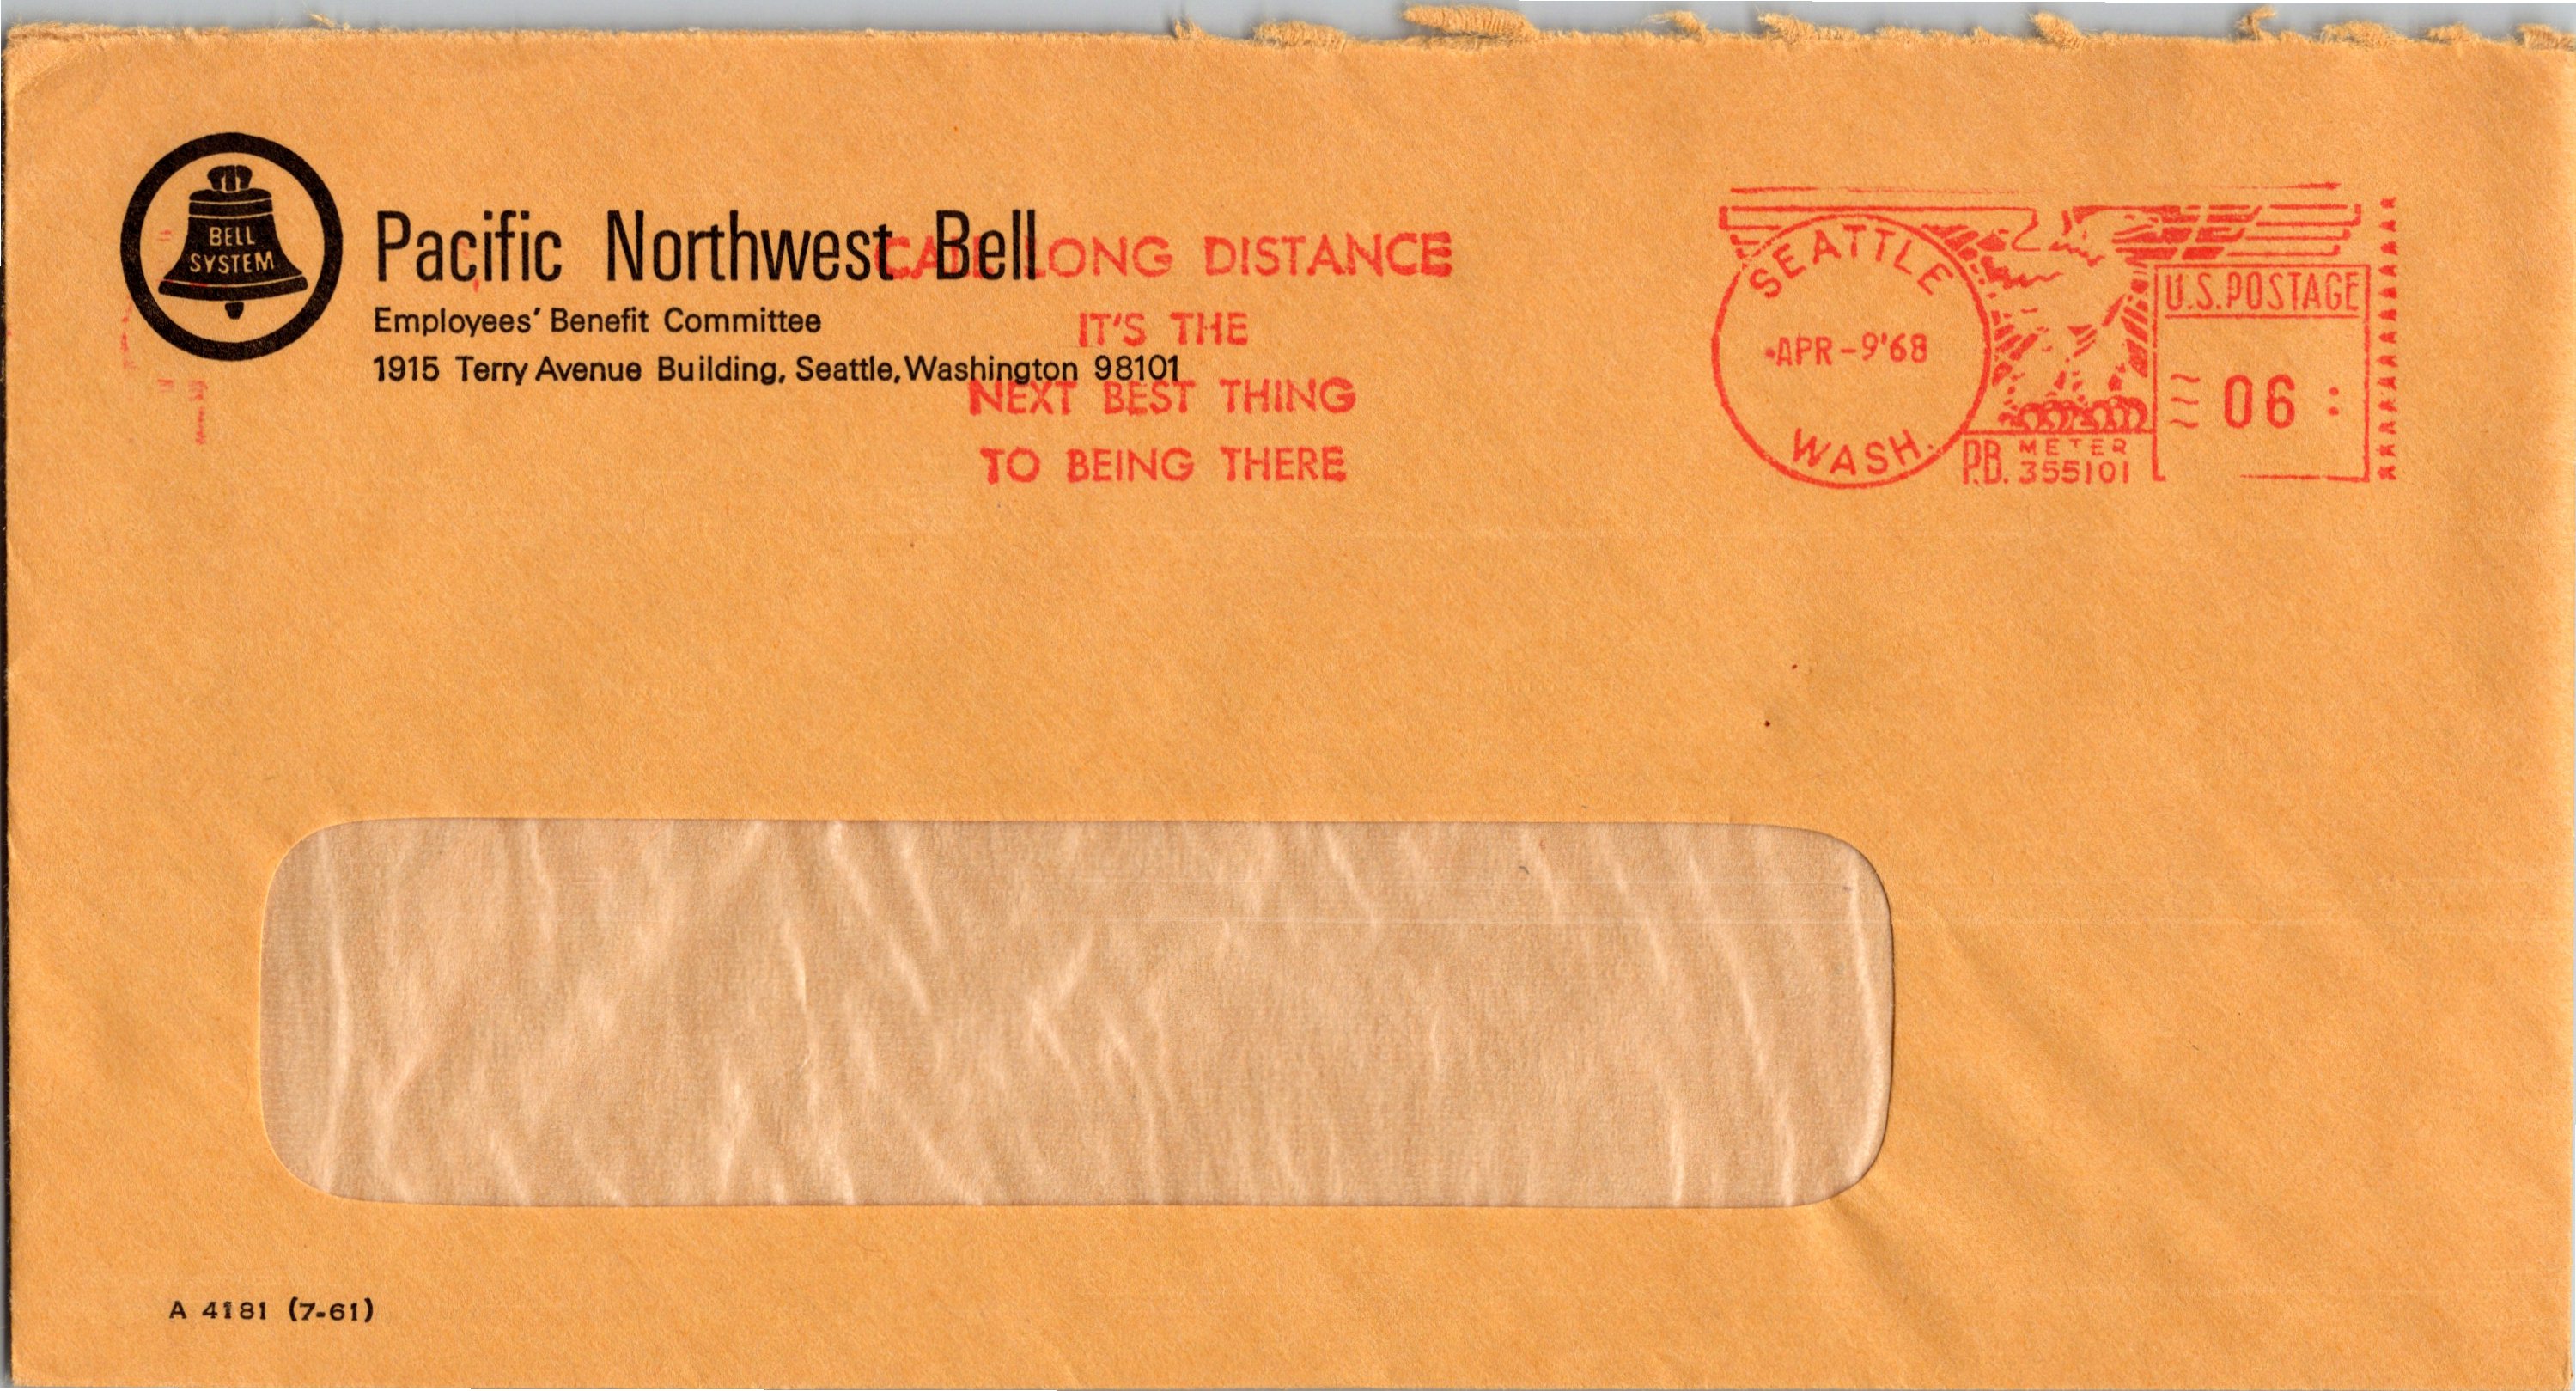 BELL
SYSTEM
Pacific Northwest Bell
Employees' Benefit Committee
1915 Terry Avenue Building, Seattle, Washington 98101
CALL LONG DISTANCE
IT'S THE
NEXT BEST THING
TO BEING THERE
SEATTLE
APR-9'68
WASH.
P.B. METER
355101
U.S. POSTAGE
06
A 4181 (7-61)